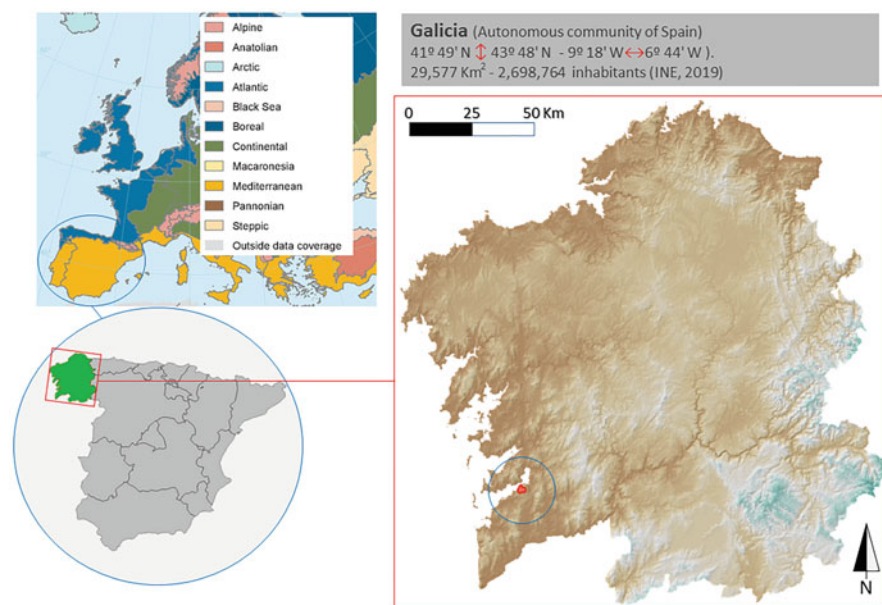 Alpine
Anatolian
Arctic
Atlantic
Black Sea
Boreal
Continental
Macaronesia
Mediterranean
Pannonian
Steppic
Outside data coverage
Galicia (Autonomous community of Spain)
41º 49' N ↕ 43º 48' N - 9º 18' W ↔ 6º 44' W ).
29,577 Km² - 2,698,764 inhabitants (INE, 2019)
0 25 50 Km
N